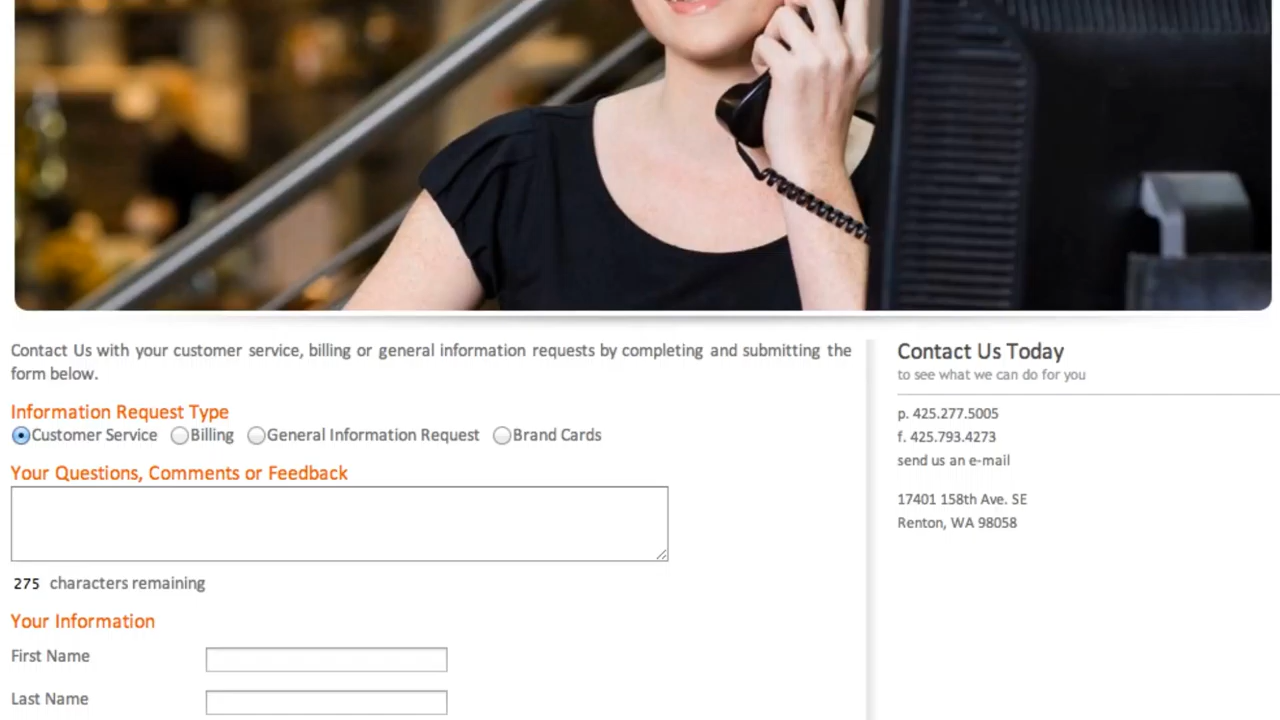 Contact Us with your customer service, billing or general information requests by completing and submitting the
form below.
Information Request Type
Customer Service Billing General Information Request Brand Cards
Your Questions, Comments or Feedback
275 characters remaining
Your Information
First Name
Last Name
Contact Us Today
to see what we can do for you
p. 425.277.5005
f. 425.793.4273
send us an e-mail
17401 158th Ave. SE
Renton, WA 98058